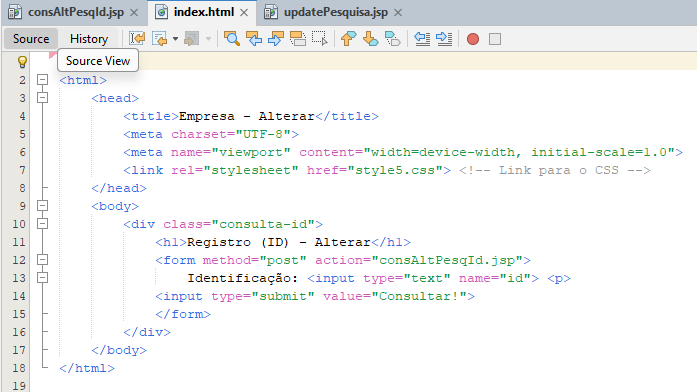 consAltPesqId.jsp index.html updatePesquisa.jsp
Source History
Source View
2 <html>
3 <head>
4 <title>Empresa - Alterar</title>
5 <meta charset="UTF-8">
6 <meta name="viewport" content="width=device-width, initial-scale=1.0">
7 <link rel="stylesheet" href="style5.css"> <!-- Link para o CSS -->
8 </head>
9 <body>
10 <div class="consulta-id">
11 <h1>Registro (ID) - Alterar</h1>
12 <form method="post" action="consAltPesqId.jsp">
13 Identificação: <input type="text" name="id"> <p>
14 <input type="submit" value="Consultar!">
15 </form>
16 </div>
17 </body>
18 </html>
19